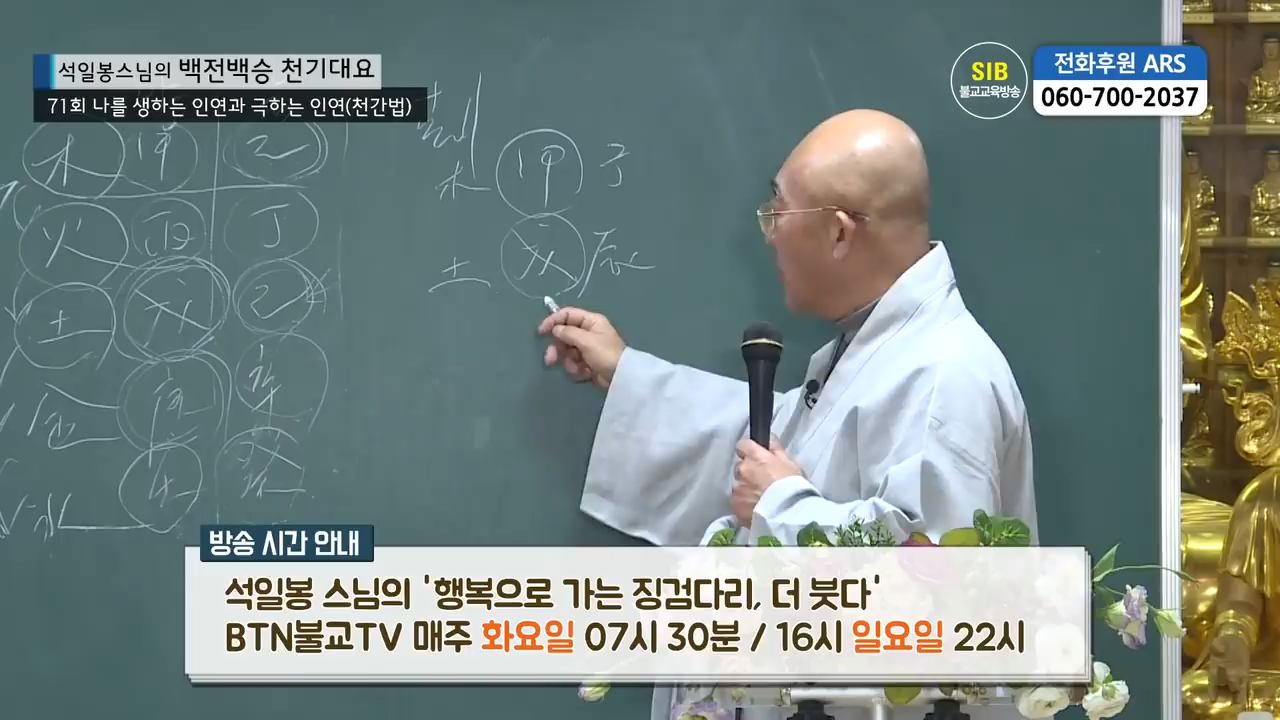 석일봉스님의 백전백승 천기대요
71회 나를 생하는 인연과 극하는 인연(천간법)
SIB
불교교육방송
전화후원 ARS
060-700-2037
木 甲 乙
火 丙 丁
土 戊 己
金 庚 辛
水 壬 癸
木 甲 子
土 戊 辰
방송 시간 안내
석일봉 스님의 '행복으로 가는 징검다리, 더 붓다'
BTN불교TV 매주 화요일 07시 30분 / 16시 일요일 22시